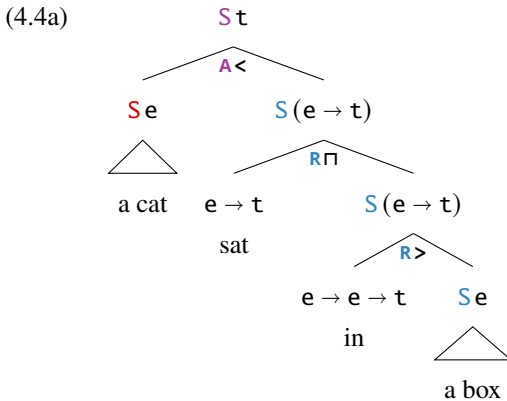 (4.4a) S t
A <
S e S (e → t)
R ⊓
a cat e → t S (e → t)
sat R >
e → e → t S e
in
a box